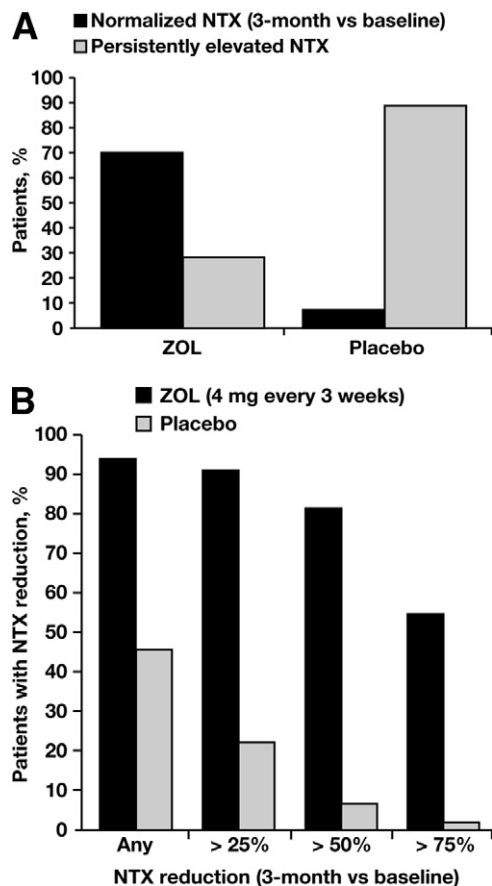 A
Normalized NTX (3-month vs baseline)
Persistently elevated NTX
100
90
80
70
60
50
40
30
20
10
0
Patients, %
ZOL Placebo
B
ZOL (4 mg every 3 weeks)
Placebo
100
90
80
70
60
50
40
30
20
10
0
Patients with NTX reduction, %
Any > 25% > 50% > 75%
NTX reduction (3-month vs baseline)